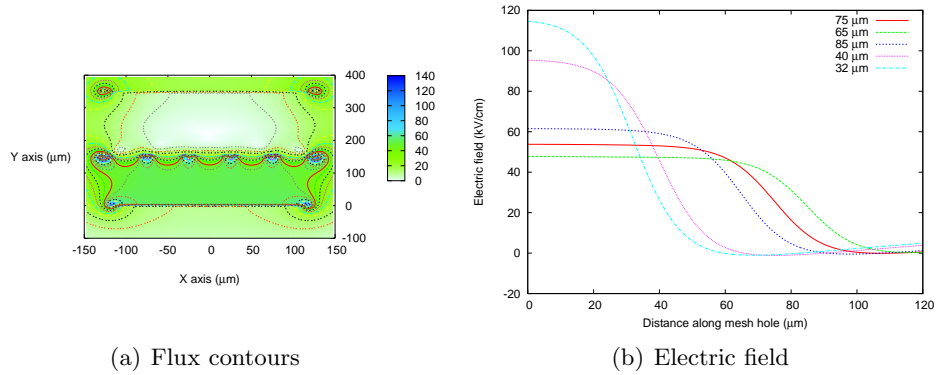 400
300
200
100
0
-150 -100 -50 0 50 100 150
X axis (μm)
Y axis (μm)
140
120
100
80
60
40
20
0
(a) Flux contours
120
100
80
60
40
20
0
-20
0 20 40 60 80 100 120
Distance along mesh hole (μm)
Electric field (kV/cm)
75 μm
65 μm
85 μm
40 μm
32 μm
(b) Electric field